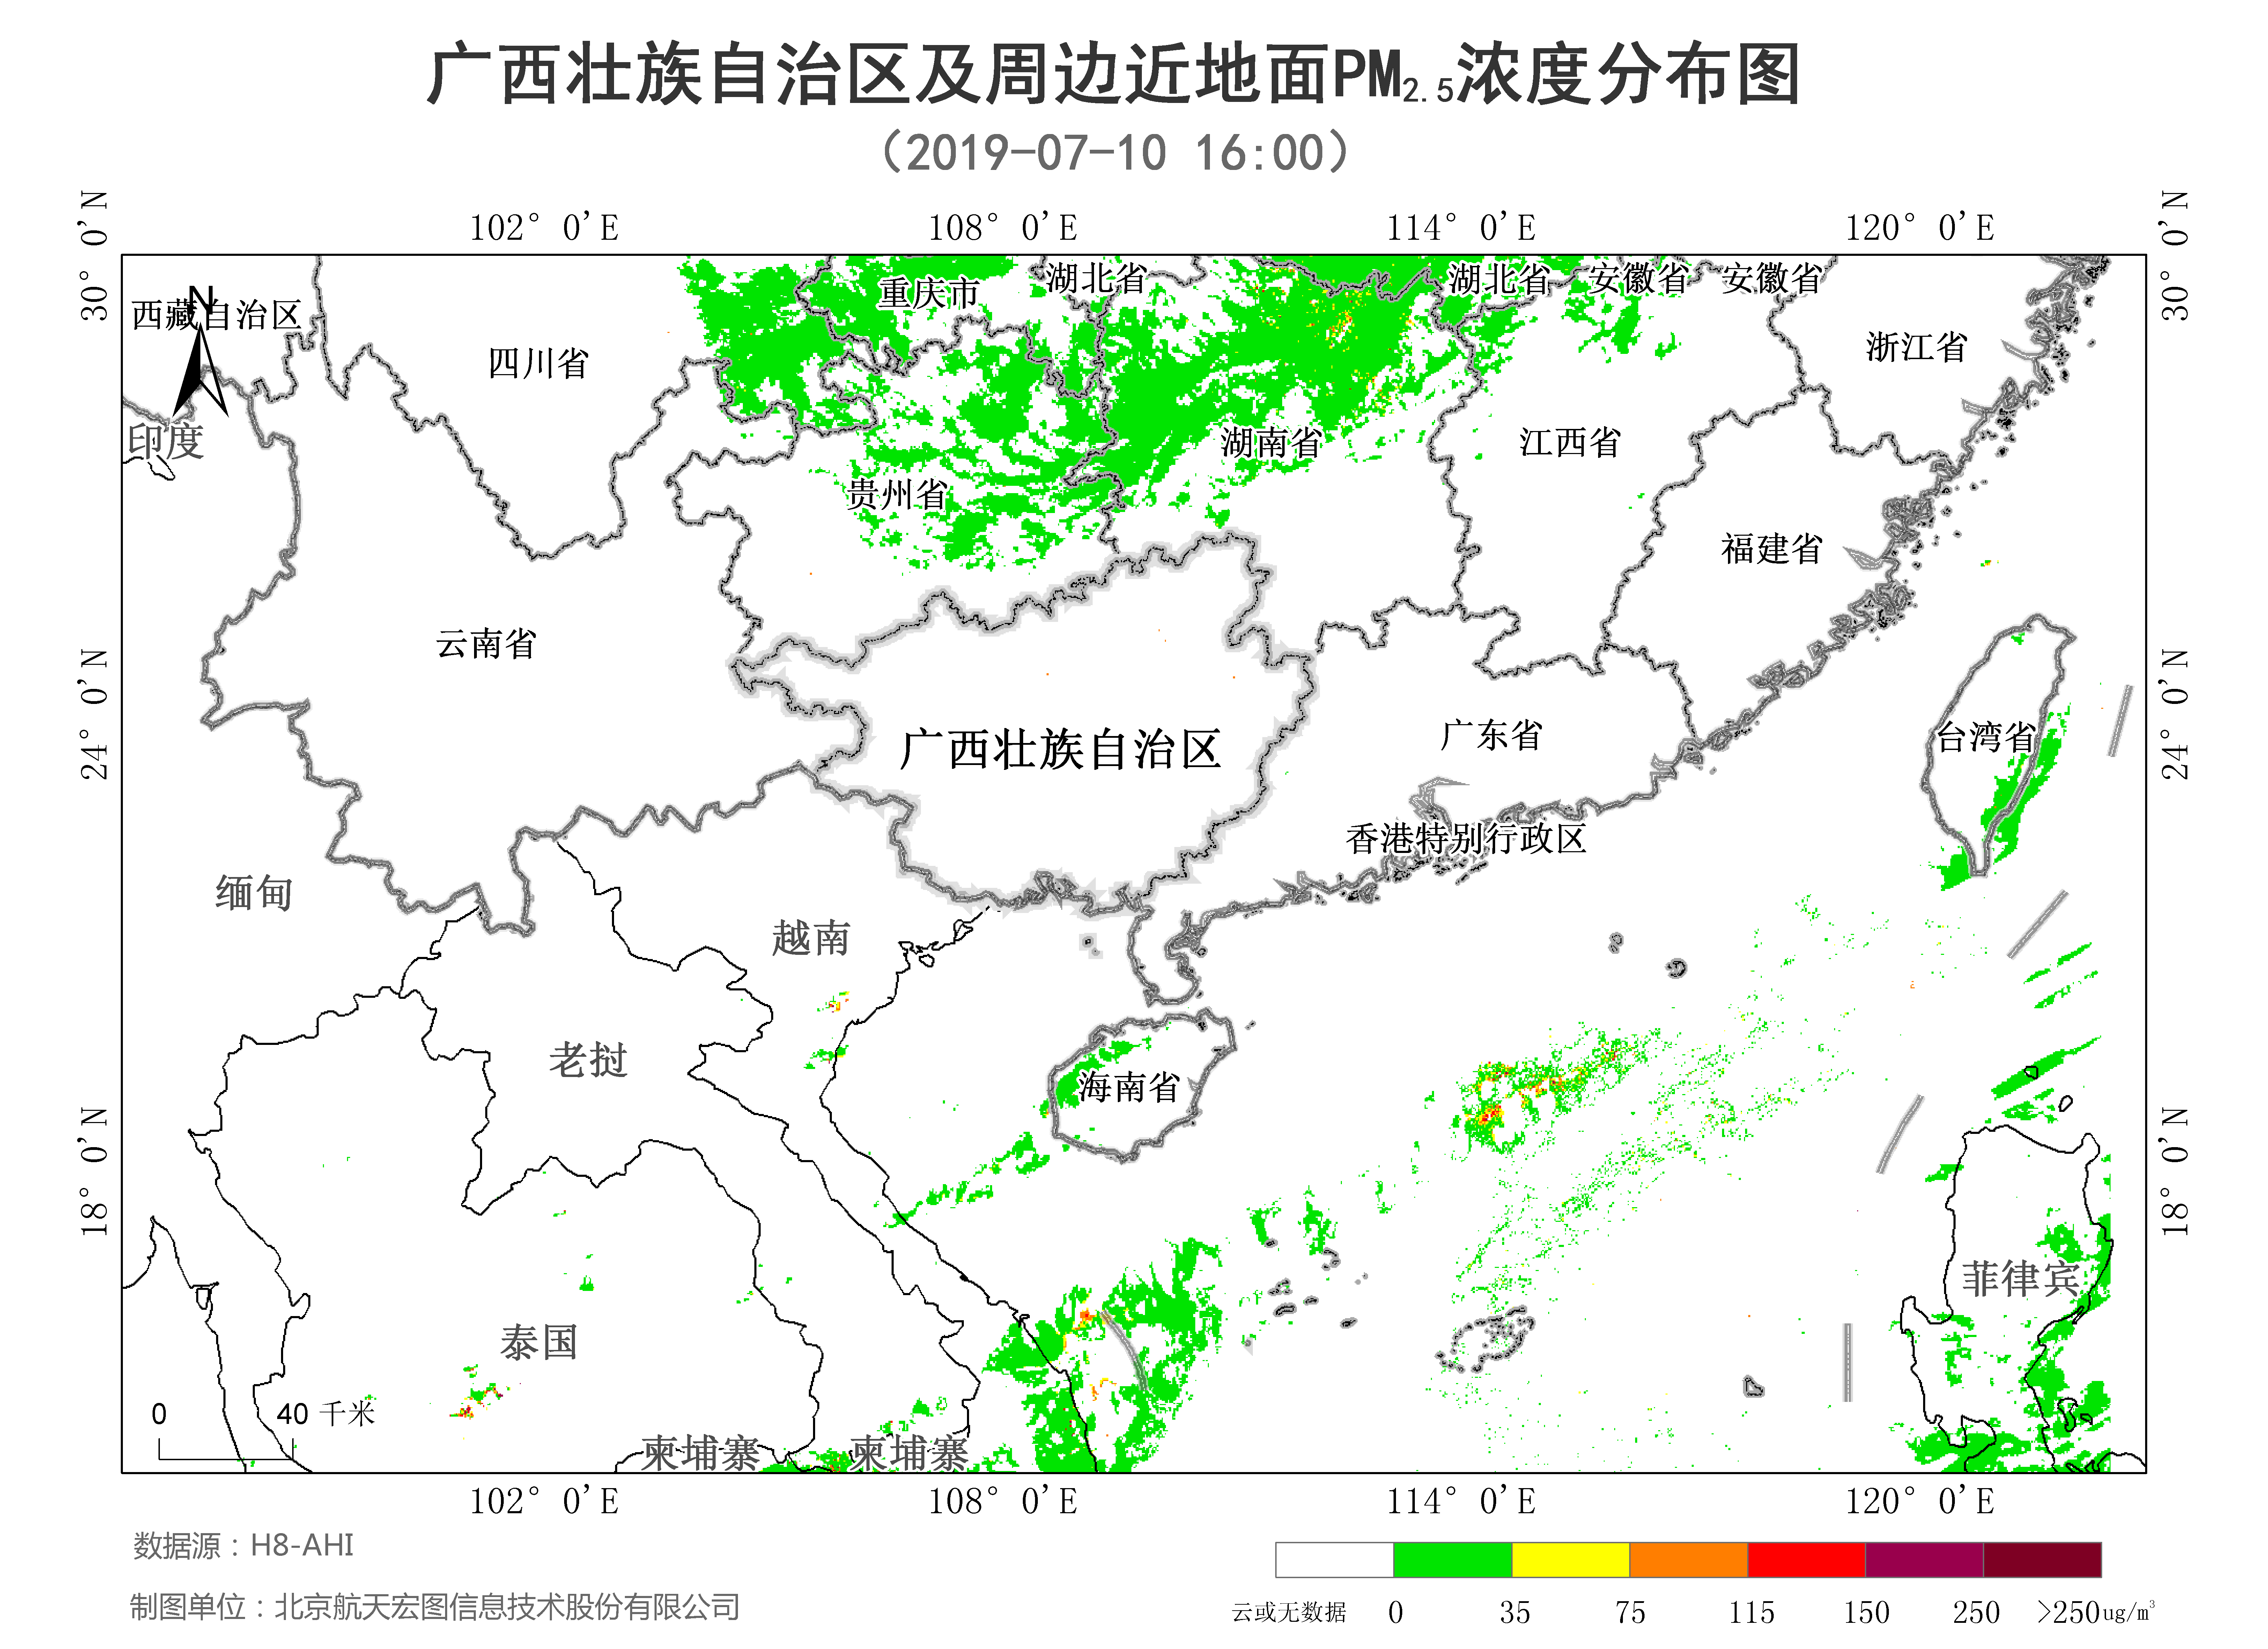 广西壮族自治区及周边近地面PM2.5浓度分布图
(2019-07-10 16:00)
102° 0'E 108° 0'E 114° 0'E 120° 0'E
30° 0'N
30° 0'N
N
西藏自治区
四川省
重庆市
湖北省
湖北省
安徽省
安徽省
浙江省
印度
贵州省
湖南省
江西省
福建省
云南省
24° 0'N
24° 0'N
广西壮族自治区
广东省
台湾省
香港特别行政区
缅甸
越南
老挝
海南省
18° 0'N
18° 0'N
泰国
菲律宾
柬埔寨
柬埔寨
0 40 千米
102° 0'E 108° 0'E 114° 0'E 120° 0'E
数据源：H8-AHI
制图单位：北京航天宏图信息技术股份有限公司
云或无数据 0 35 75 115 150 250 >250ug/m³